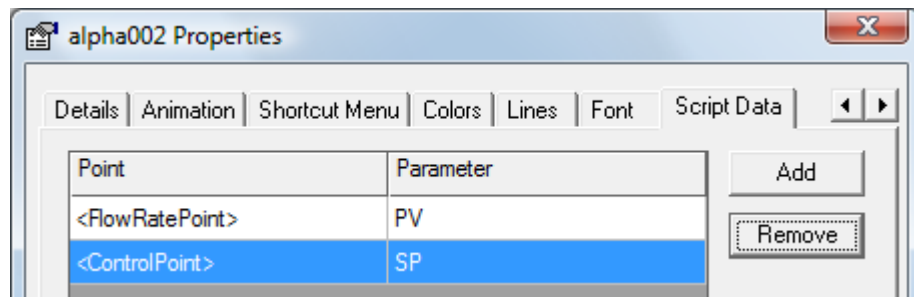 alpha002 Properties
Details Animation Shortcut Menu Colors Lines Font Script Data
Point Parameter Add
<FlowRatePoint> PV
Remove
<ControlPoint> SP